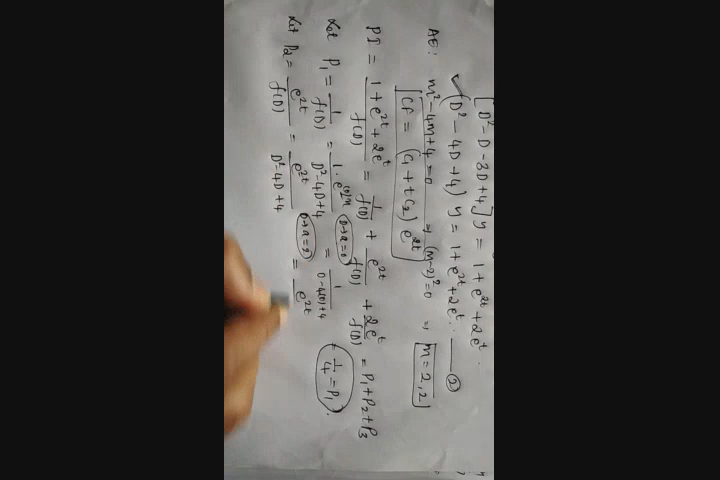 [D² - D - 3D + 4] y = 1 + e^{2t} + 2e^t.
✓ (D² - 4D + 4) y = 1 + e^{2t} + 2e^t. —— ②
AE: m² - 4m + 4 = 0 ⇒ (m-2)² = 0 ⇒ m = 2, 2
CF = (C₁ + tC₂) e^{2t}
PI = (1 + e^{2t} + 2e^t)/f(D) = 1/f(D) + e^{2t}/f(D) + 2e^t/f(D) = P₁ + P₂ + P₃
Let P₁ = 1/f(D) = 1·e^{(0)x}/(D² - 4D + 4) (D→a=0) = 1/(0 - 4(0) + 4) = 1/4 = P₁).
Let P₂ = e^{2t}/f(D) = e^{2t}/(D² - 4D + 4) (D→a=2) = e^{2t}